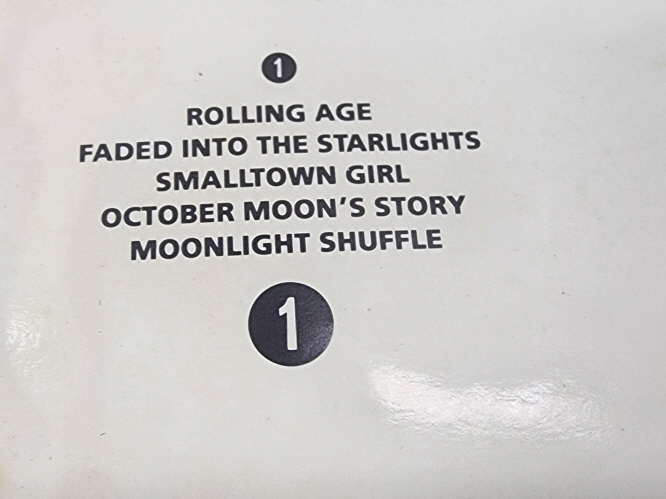 1
ROLLING AGE
FADED INTO THE STARLIGHTS
SMALLTOWN GIRL
OCTOBER MOON'S STORY
MOONLIGHT SHUFFLE
1